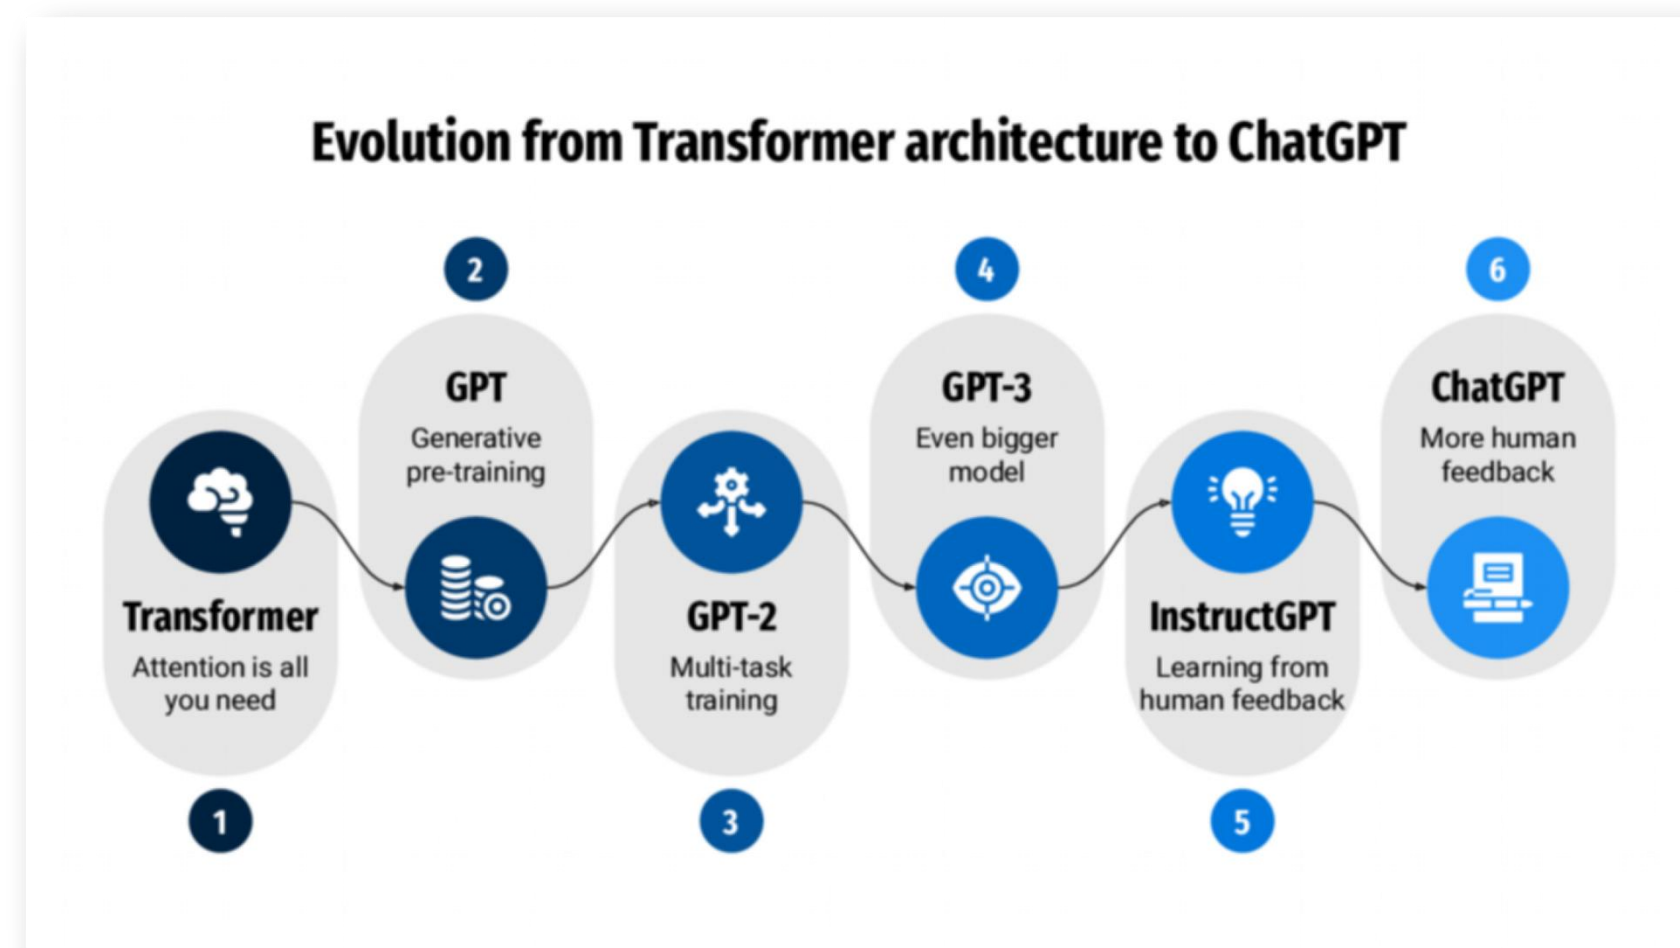 Evolution from Transformer architecture to ChatGPT
Transformer
Attention is all
you need
1
2
GPT
Generative
pre-training
GPT-2
Multi-task
training
3
4
GPT-3
Even bigger
model
InstructGPT
Learning from
human feedback
5
6
ChatGPT
More human
feedback